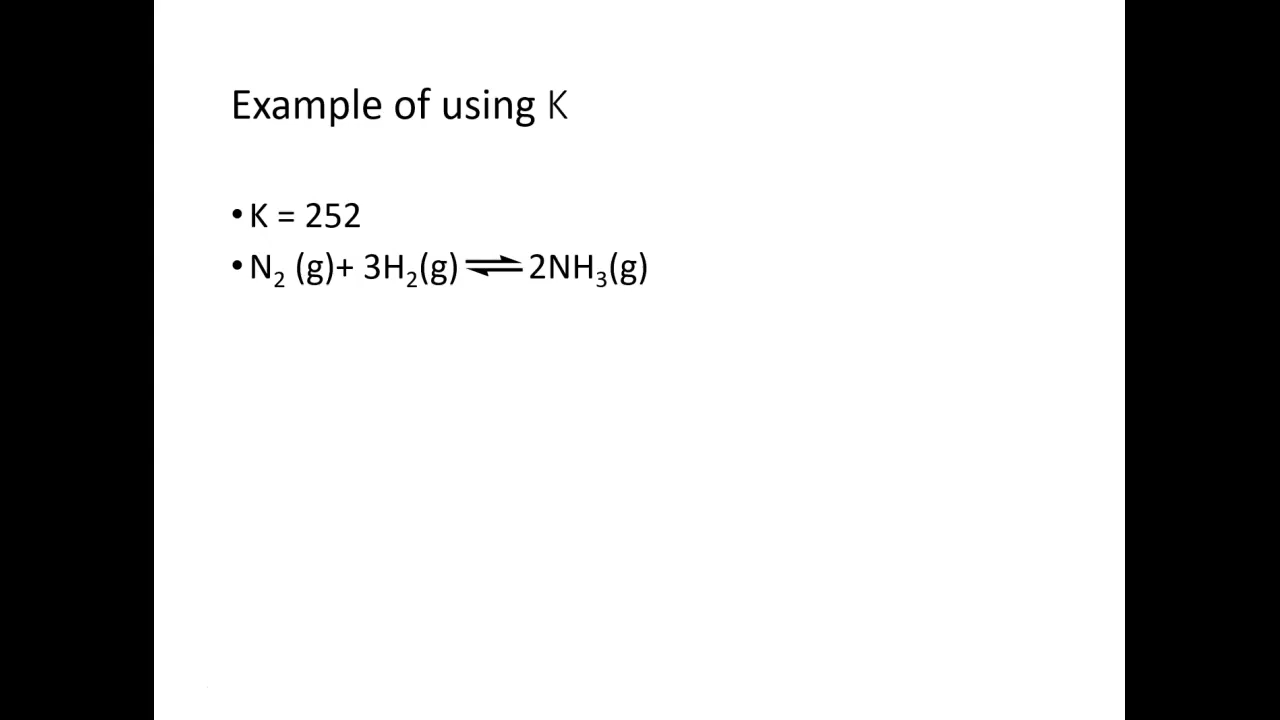 Example of using K
•K = 252
•N₂ (g)+ 3H₂(g)⇌2NH₃(g)